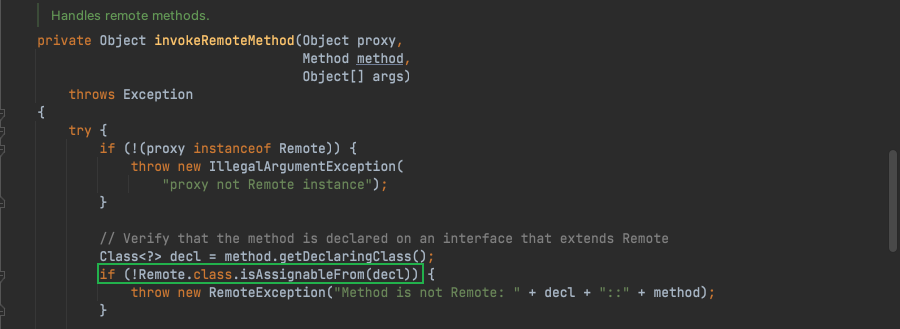 Handles remote methods.
private Object invokeRemoteMethod(Object proxy,
Method method,
Object[] args)
throws Exception
{
try {
if (!(proxy instanceof Remote)) {
throw new IllegalArgumentException(
"proxy not Remote instance");
}
// Verify that the method is declared on an interface that extends Remote
Class<?> decl = method.getDeclaringClass();
if (!Remote.class.isAssignableFrom(decl)) {
throw new RemoteException("Method is not Remote: " + decl + "::" + method);
}